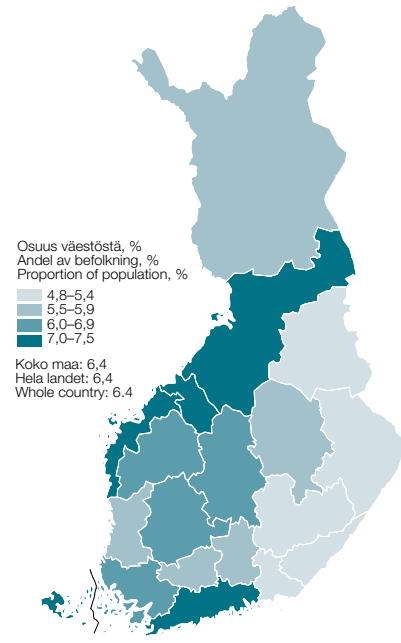 Osuus väestöstä, %
Andel av befolkning, %
Proportion of population, %
4,8–5,4
5,5–5,9
6,0–6,9
7,0–7,5
Koko maa: 6,4
Hela landet: 6,4
Whole country: 6.4